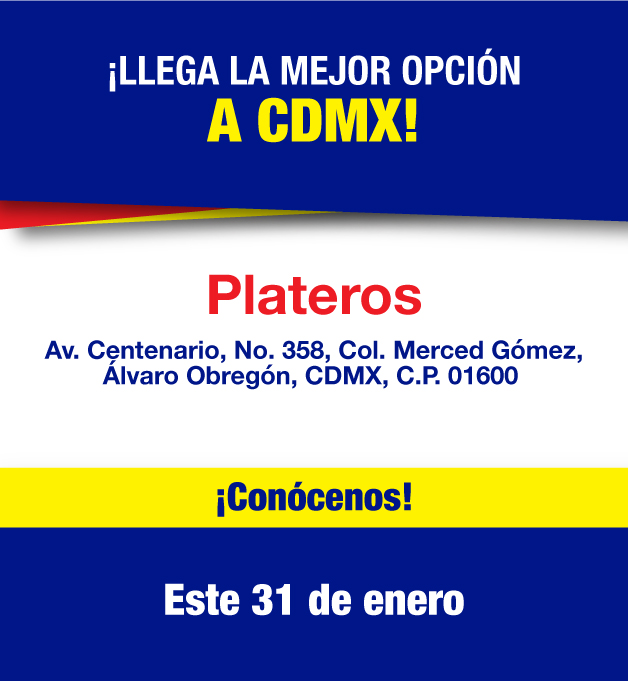 ¡LLEGA LA MEJOR OPCIÓN
A CDMX!
Plateros
Av. Centenario, No. 358, Col. Merced Gómez,
Álvaro Obregón, CDMX, C.P. 01600
¡Conócenos!
Este 31 de enero